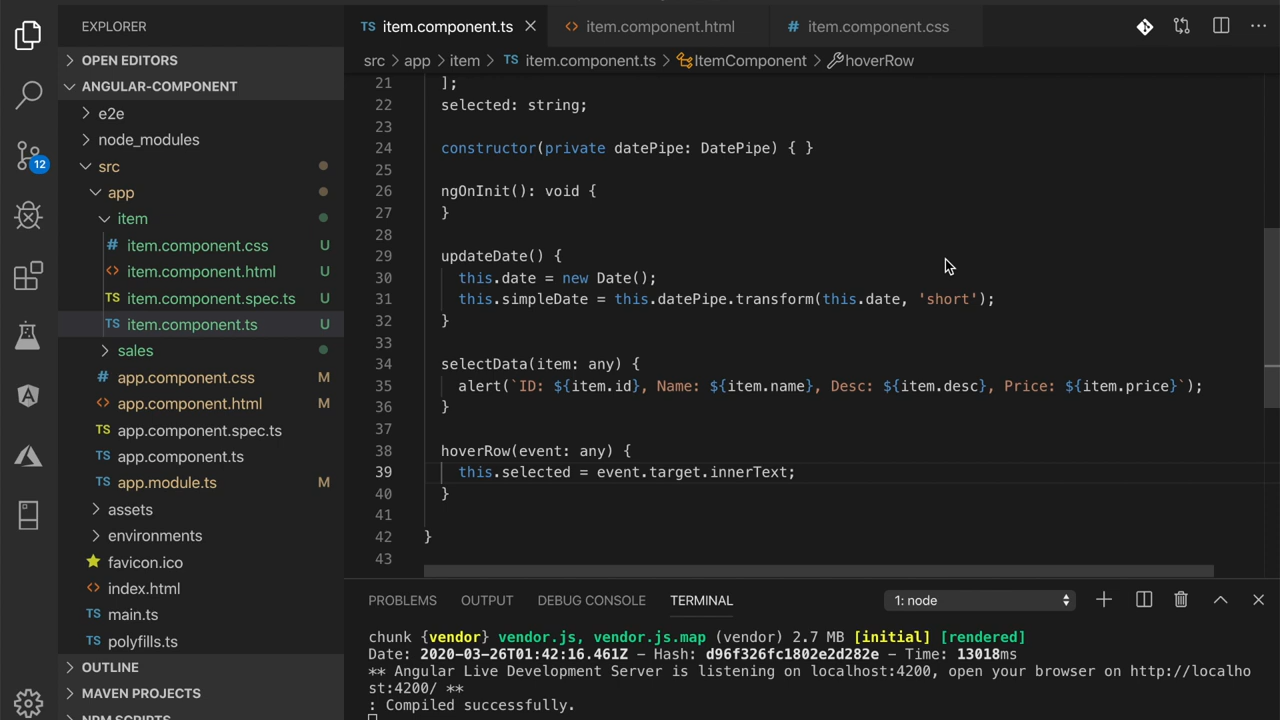 EXPLORER
OPEN EDITORS
ANGULAR-COMPONENT
e2e
node_modules
src
app
item
# item.component.css U
<> item.component.html U
TS item.component.spec.ts U
TS item.component.ts U
sales
# app.component.css M
<> app.component.html M
TS app.component.spec.ts
TS app.component.ts
TS app.module.ts M
assets
environments
favicon.ico
<> index.html
TS main.ts
TS polyfills.ts
OUTLINE
MAVEN PROJECTS
NPM SCRIPTS
12
TS item.component.ts <> item.component.html # item.component.css
src > app > item > TS item.component.ts > ItemComponent > hoverRow
21 ];
22 selected: string;
23
24 constructor(private datePipe: DatePipe) { }
25
26 ngOnInit(): void {
27 }
28
29 updateDate() {
30 this.date = new Date();
31 this.simpleDate = this.datePipe.transform(this.date, 'short');
32 }
33
34 selectData(item: any) {
35 alert(`ID: ${item.id}, Name: ${item.name}, Desc: ${item.desc}, Price: ${item.price}`);
36 }
37
38 hoverRow(event: any) {
39 this.selected = event.target.innerText;
40 }
41
42 }
43
PROBLEMS OUTPUT DEBUG CONSOLE TERMINAL 1: node
chunk {vendor} vendor.js, vendor.js.map (vendor) 2.7 MB [initial] [rendered]
Date: 2020-03-26T01:42:16.461Z - Hash: d96f326fc1802e2d282e - Time: 13018ms
** Angular Live Development Server is listening on localhost:4200, open your browser on http://localho
st:4200/ **
: Compiled successfully.